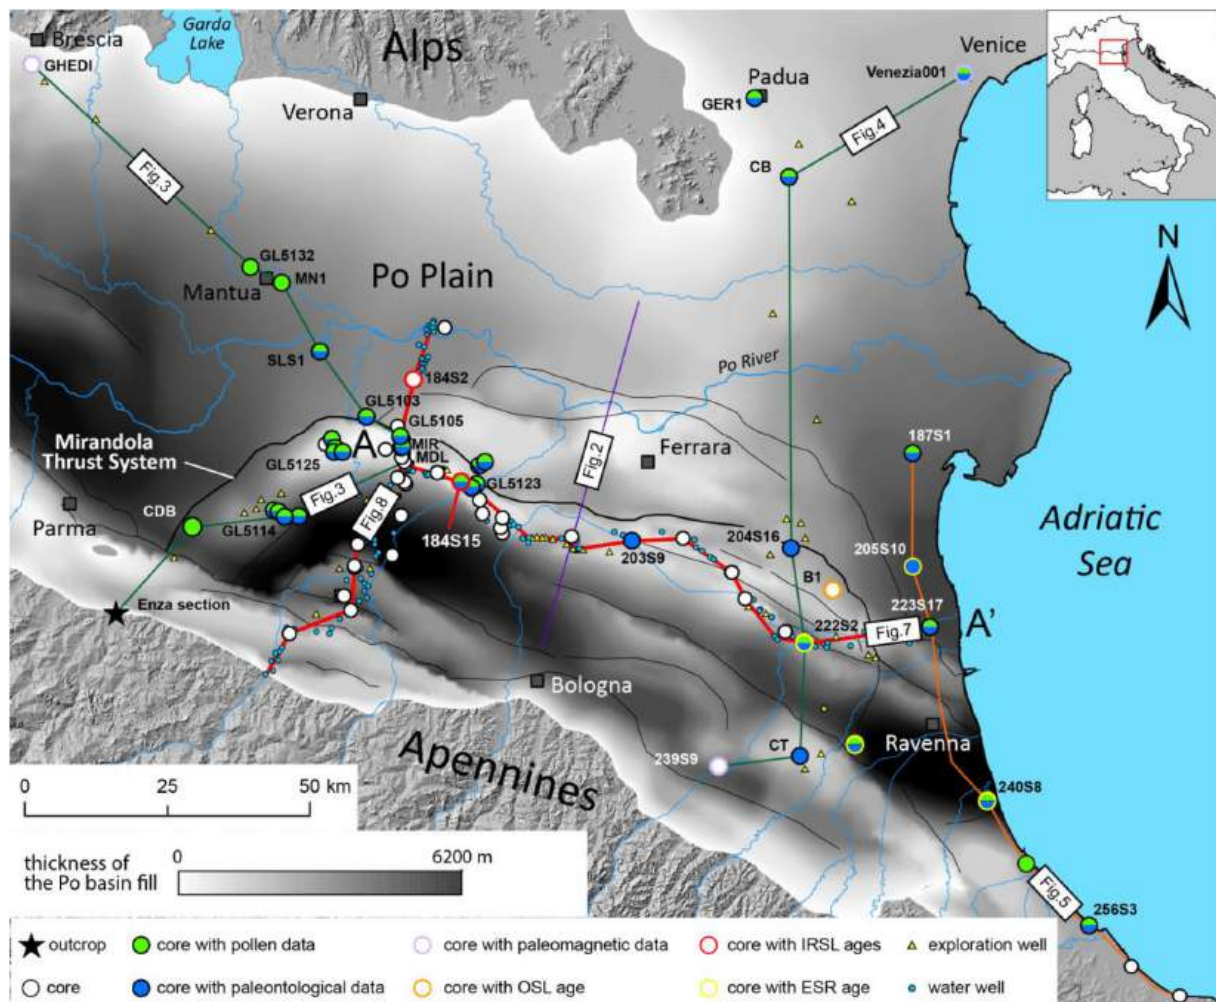 Brescia
Garda
Lake
Alps
Venice
GHEDI
Padua
Venezia001
GER1
Verona
Fig.4
Fig.3
CB
N
GL5132
MN1
Mantua
Po Plain
SLS1
Po River
184S2
GL5103
GL5105
A
MIR
MDL
Mirandola
Thrust System
GL5125
Ferrara
Fig.2
187S1
GL5123
Fig.3
Parma
CDB
GL5114
Fig.8
184S15
203S9
204S16
205S10
Adriatic
Sea
B1
Enza section
223S17
222S2
Fig.7
A'
Bologna
Apennines
239S9
CT
Ravenna
240S8
0 25 50 km
thickness of
the Po basin fill
0 6200 m
Fig.5
256S3
outcrop core with pollen data core with paleomagnetic data core with IRSL ages exploration well
core core with paleontological data core with OSL age core with ESR age water well